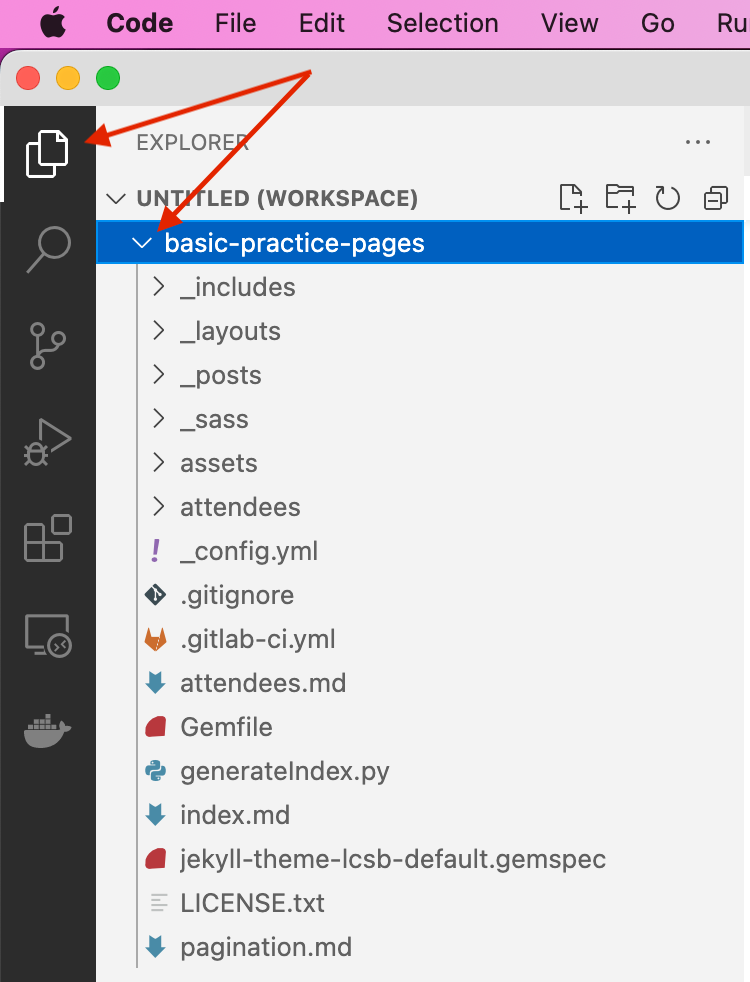 Code File Edit Selection View Go Ru
EXPLORER
UNTITLED (WORKSPACE)
basic-practice-pages
_includes
_layouts
_posts
_sass
assets
attendees
_config.yml
.gitignore
.gitlab-ci.yml
attendees.md
Gemfile
generateIndex.py
index.md
jekyll-theme-lcsb-default.gemspec
LICENSE.txt
pagination.md